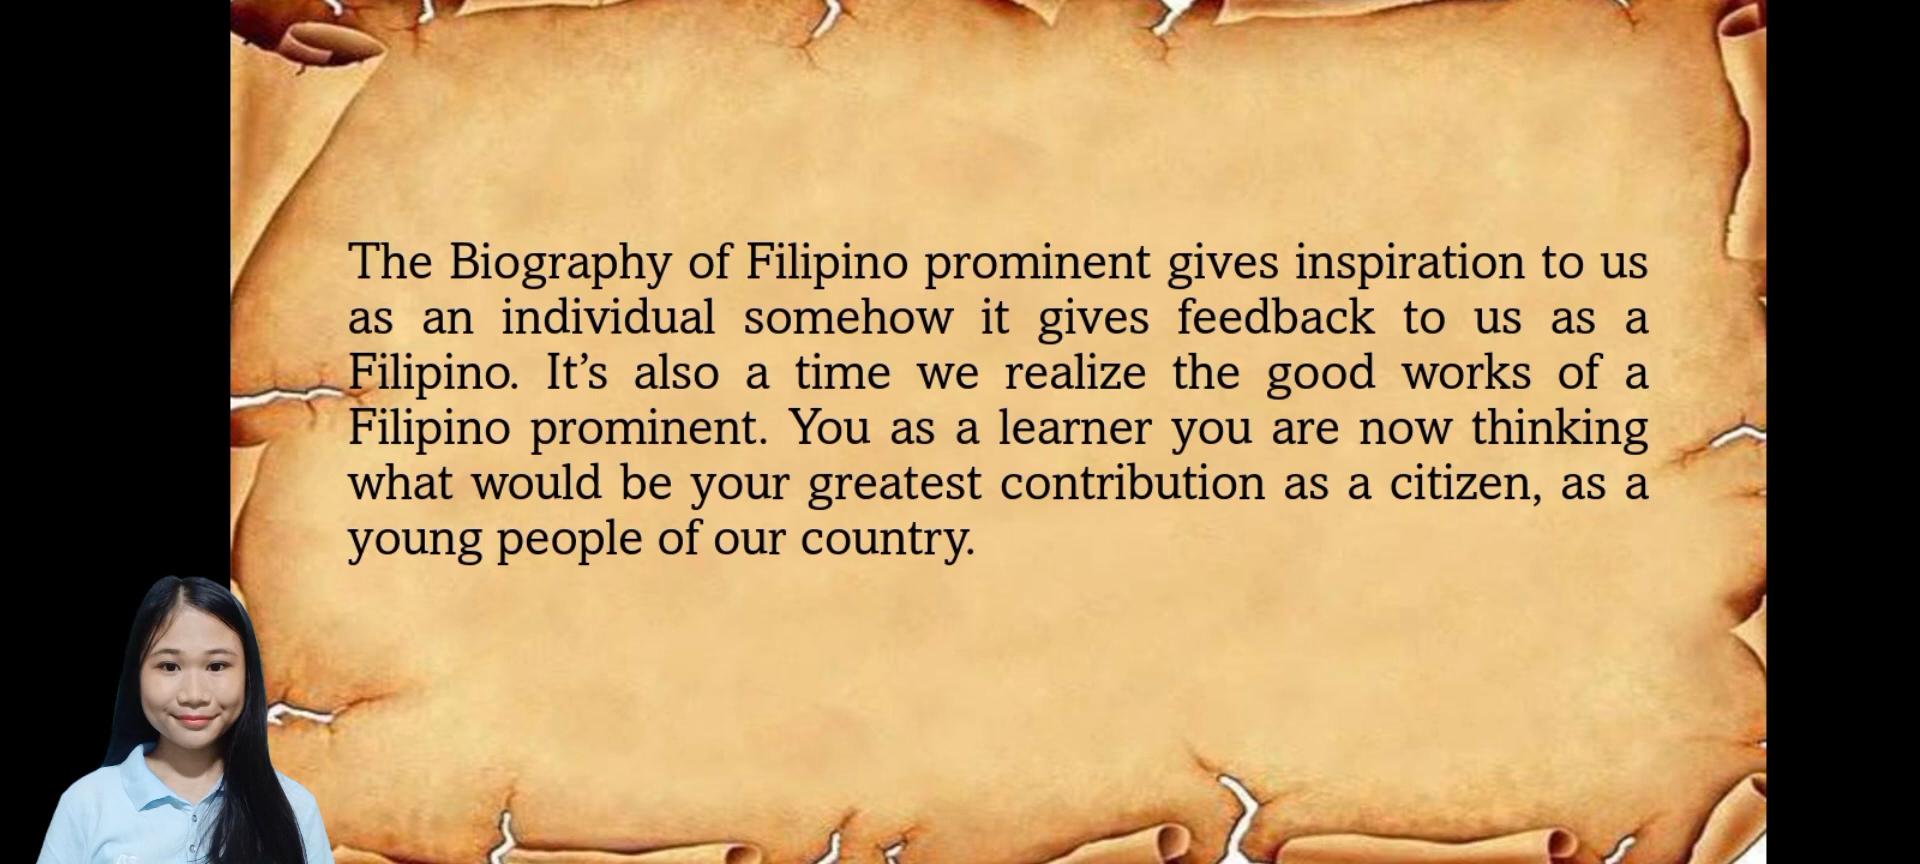 The Biography of Filipino prominent gives inspiration to us
as an individual somehow it gives feedback to us as a
Filipino. It’s also a time we realize the good works of a
Filipino prominent. You as a learner you are now thinking
what would be your greatest contribution as a citizen, as a
young people of our country.